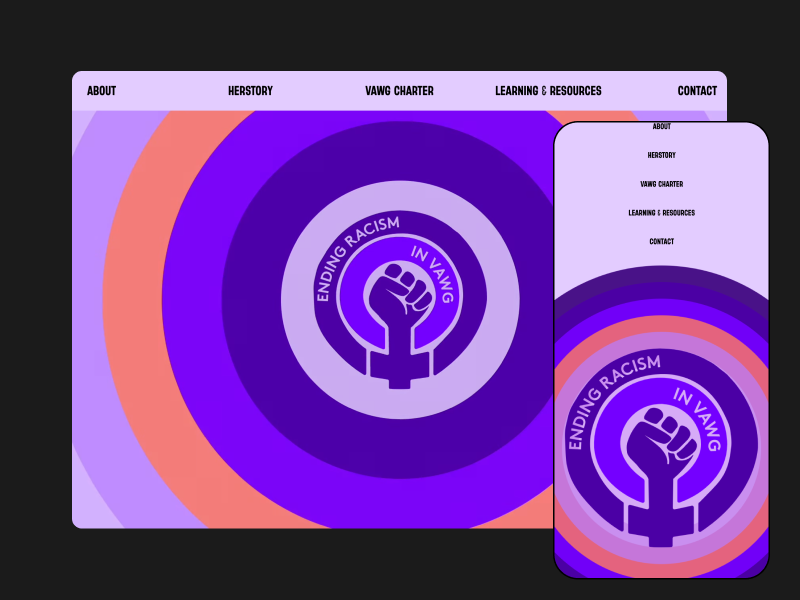 ABOUT HERSTORY VAWG CHARTER LEARNING & RESOURCES CONTACT
ENDING RACISM IN VAWG
ABOUT
HERSTORY
VAWG CHARTER
LEARNING & RESOURCES
CONTACT
ENDING RACISM IN VAWG